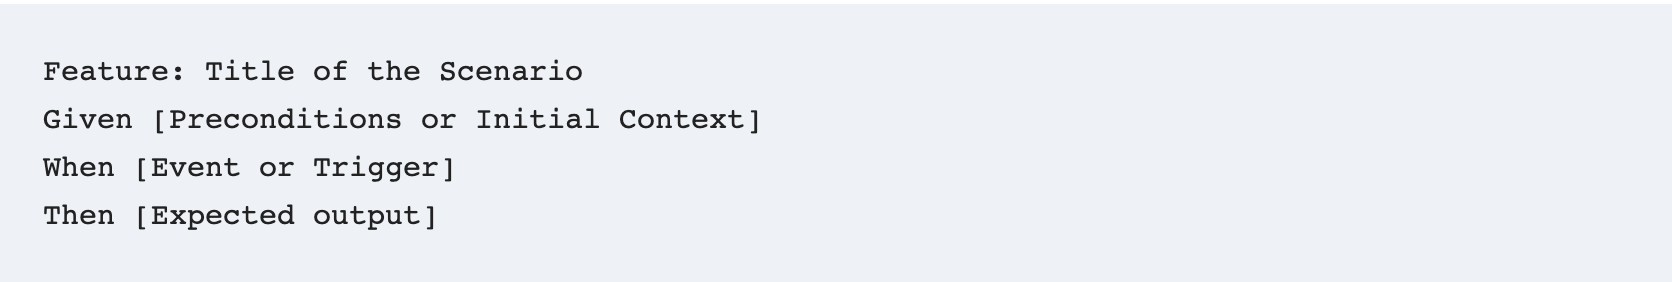 Feature: Title of the Scenario
Given [Preconditions or Initial Context]
When [Event or Trigger]
Then [Expected output]